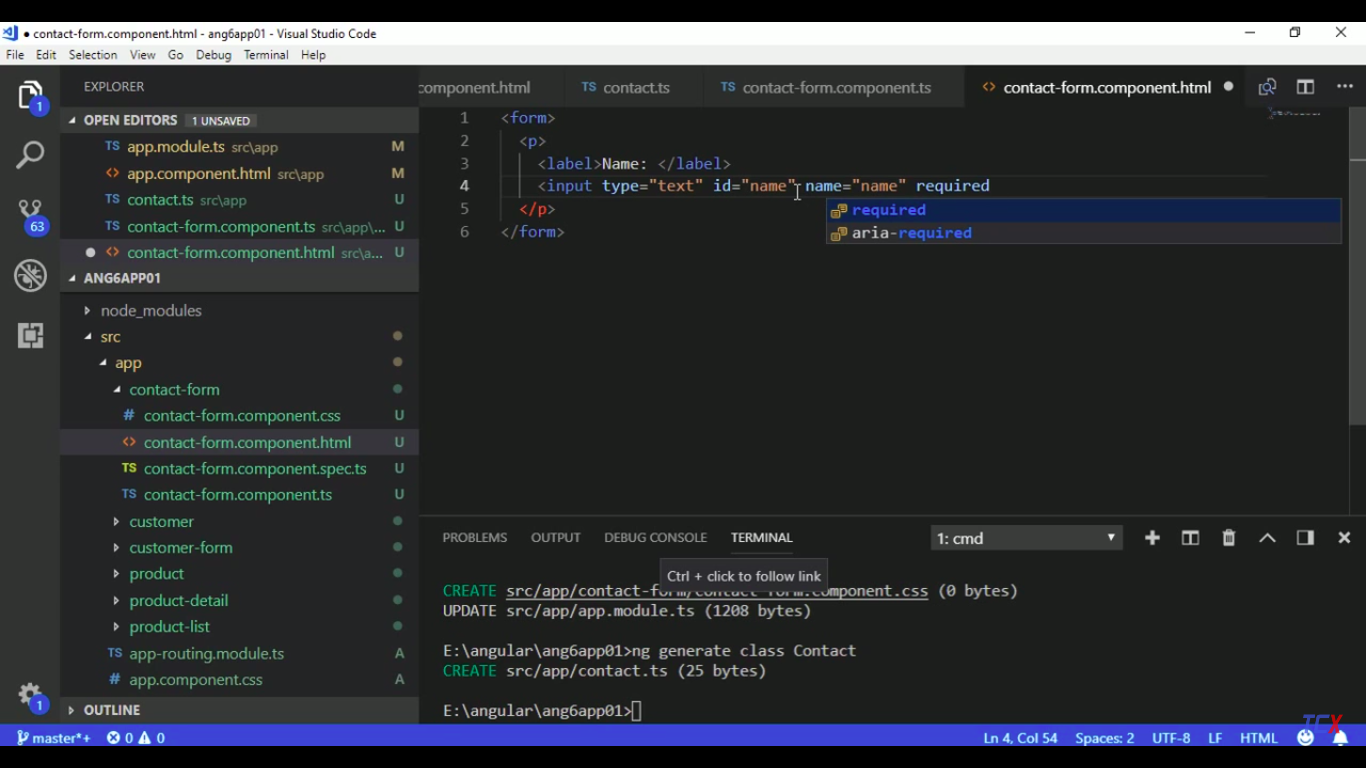 contact-form.component.html - ang6app01 - Visual Studio Code
File Edit Selection View Go Debug Terminal Help
1
63
1
EXPLORER
OPEN EDITORS 1 UNSAVED
TS app.module.ts src\app M
<> app.component.html src\app M
TS contact.ts src\app U
TS contact-form.component.ts src\app\... U
<> contact-form.component.html src\a... U
ANG6APP01
node_modules
src
app
contact-form
# contact-form.component.css U
<> contact-form.component.html U
TS contact-form.component.spec.ts U
TS contact-form.component.ts U
customer
customer-form
product
product-detail
product-list
TS app-routing.module.ts A
# app.component.css A
OUTLINE
component.html TS contact.ts TS contact-form.component.ts <> contact-form.component.html
1 <form>
2 <p>
3 <label>Name: </label>
4 <input type="text" id="name" name="name" required
5 </p>
6 </form>
required
aria-required
PROBLEMS OUTPUT DEBUG CONSOLE TERMINAL 1: cmd
Ctrl + click to follow link
CREATE src/app/contact-form/contact-form.component.css (0 bytes)
UPDATE src/app/app.module.ts (1208 bytes)
E:\angular\ang6app01>ng generate class Contact
CREATE src/app/contact.ts (25 bytes)
E:\angular\ang6app01>
TCX
master*+ 0 0 Ln 4, Col 54 Spaces: 2 UTF-8 LF HTML